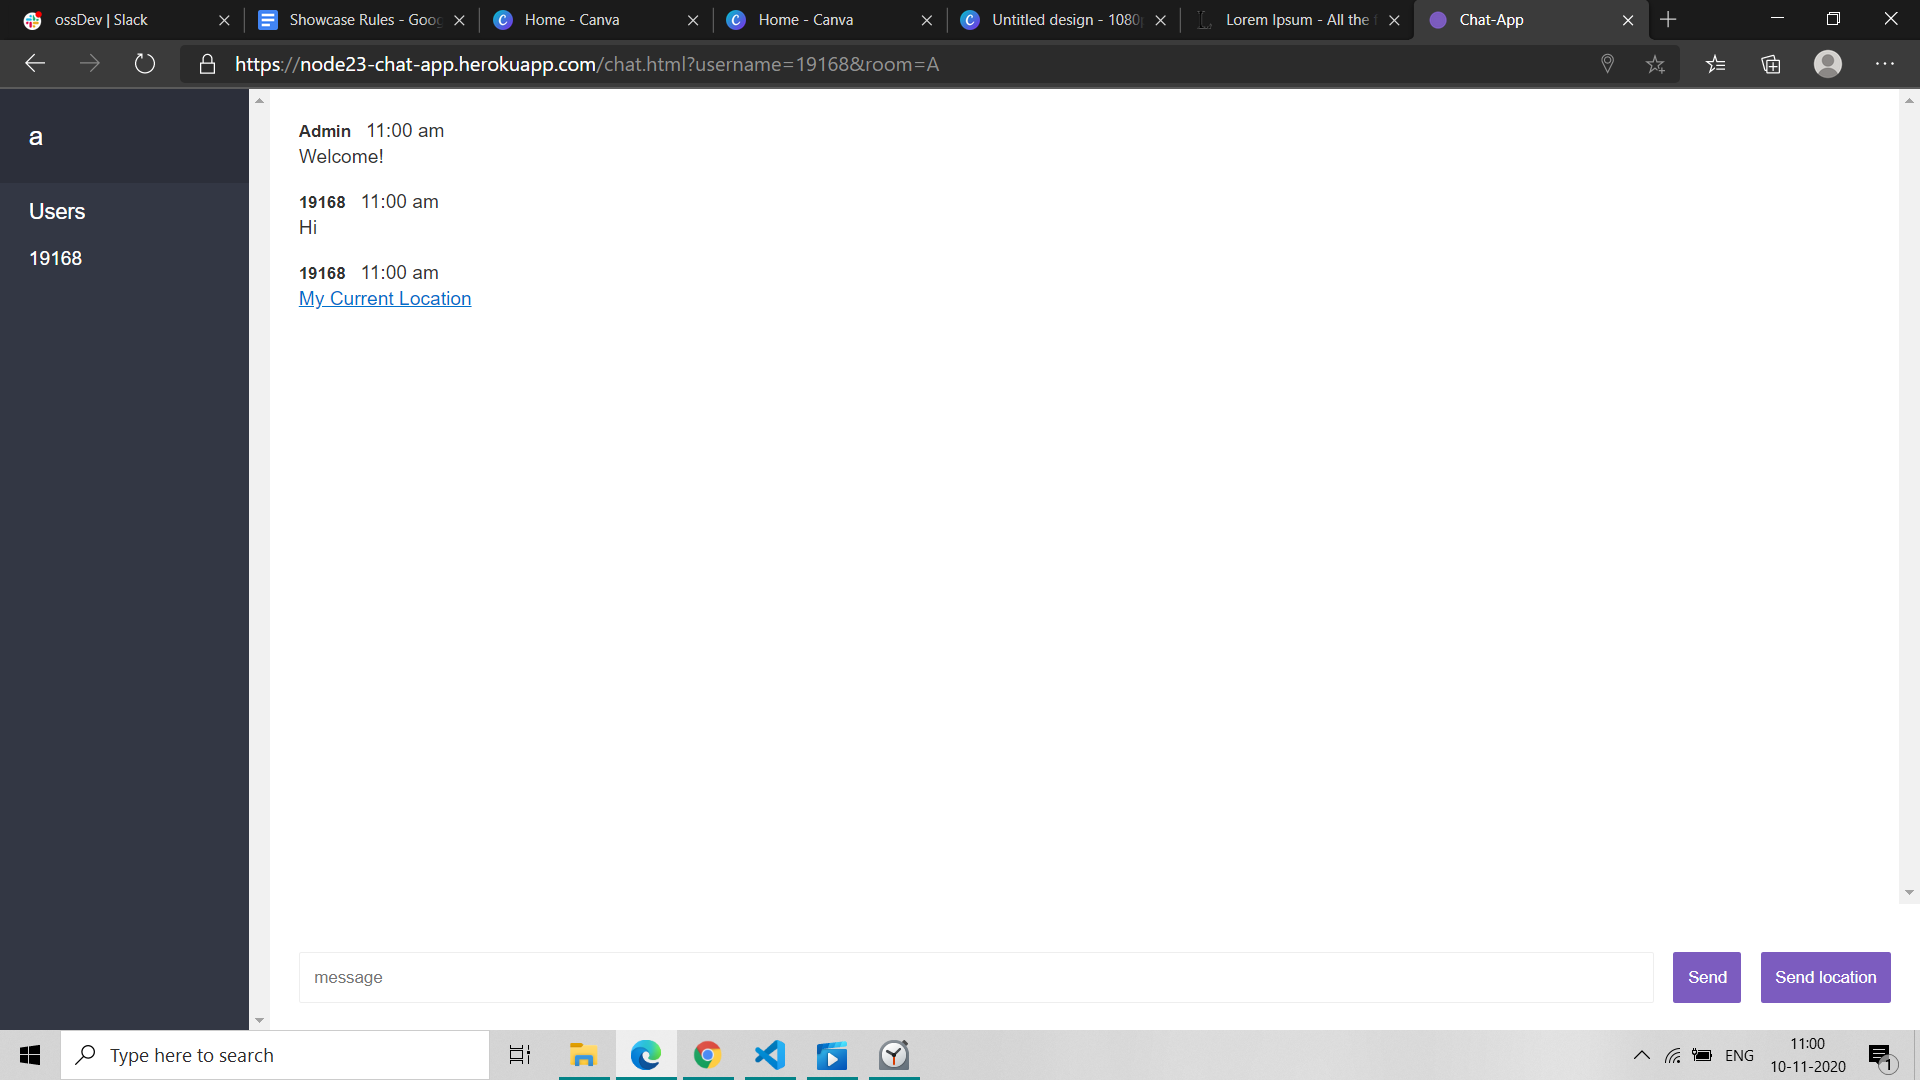 ossDev | Slack
Showcase Rules - Goog
Home - Canva
Home - Canva
Untitled design - 1080
Lorem Ipsum - All the f
Chat-App
https://node23-chat-app.herokuapp.com/chat.html?username=19168&room=A
a
Users
19168
Admin 11:00 am
Welcome!
19168 11:00 am
Hi
19168 11:00 am
My Current Location
message
Send
Send location
Type here to search
ENG
11:00
10-11-2020
1